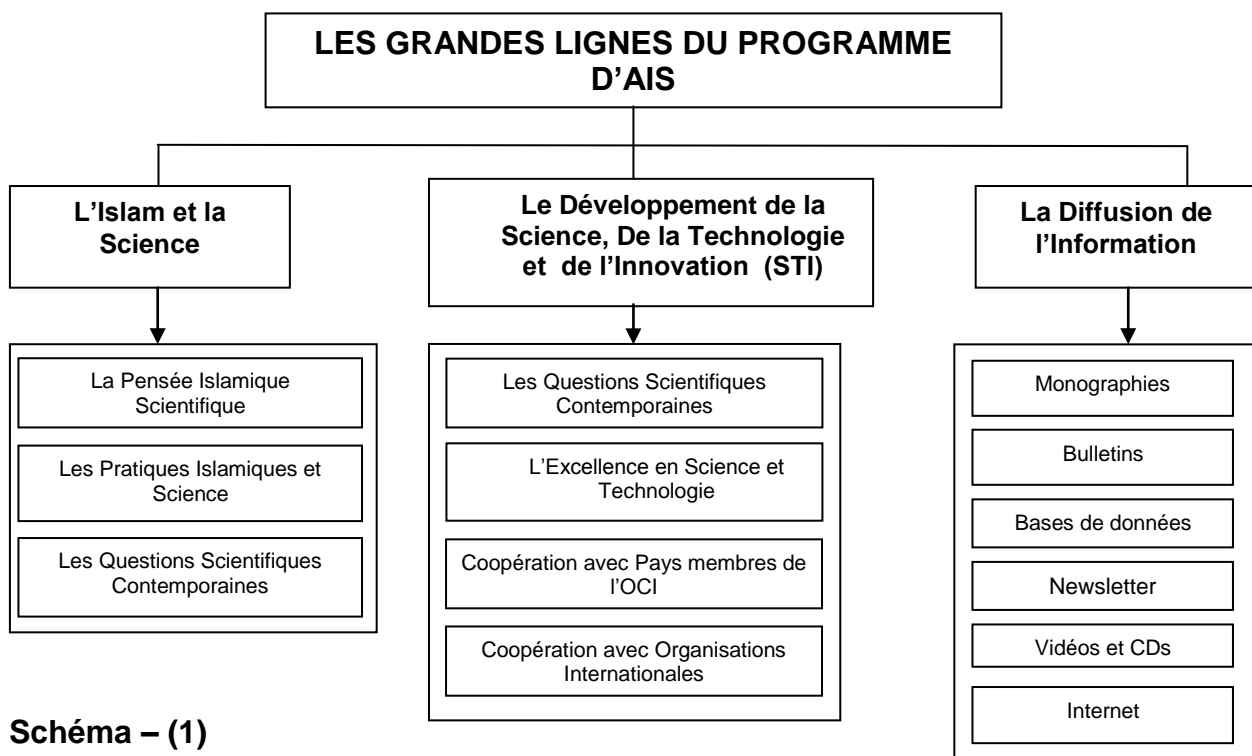 LES GRANDES LIGNES DU PROGRAMME
D'AIS
L'Islam et la
Science
La Pensée Islamique
Scientifique
Les Pratiques Islamiques et
Science
Les Questions Scientifiques
Contemporaines
Le Développement de la
Science, De la Technologie
et de l'Innovation (STI)
Les Questions Scientifiques
Contemporaines
L'Excellence en Science et
Technologie
Coopération avec Pays membres de
l'OCI
Coopération avec Organisations
Internationales
La Diffusion de
l'Information
Monographies
Bulletins
Bases de données
Newsletter
Vidéos et CDs
Internet
Schéma – (1)